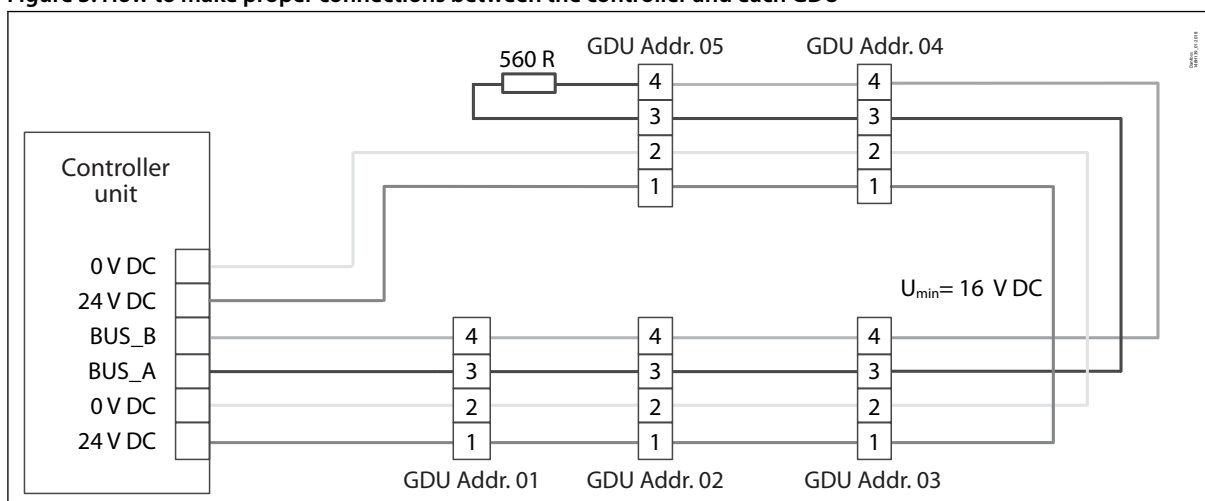 Figure 3: How to make proper connections between the controller and each GDU
GDU Addr. 05
GDU Addr. 04
560 R
4
4
3
3
2
2
1
1
Controller
unit
0 V DC
24 V DC
BUS_B
BUS_A
0 V DC
24 V DC
Umin= 16 V DC
4
4
4
3
3
3
2
2
2
1
1
1
GDU Addr. 01
GDU Addr. 02
GDU Addr. 03
Danfoss